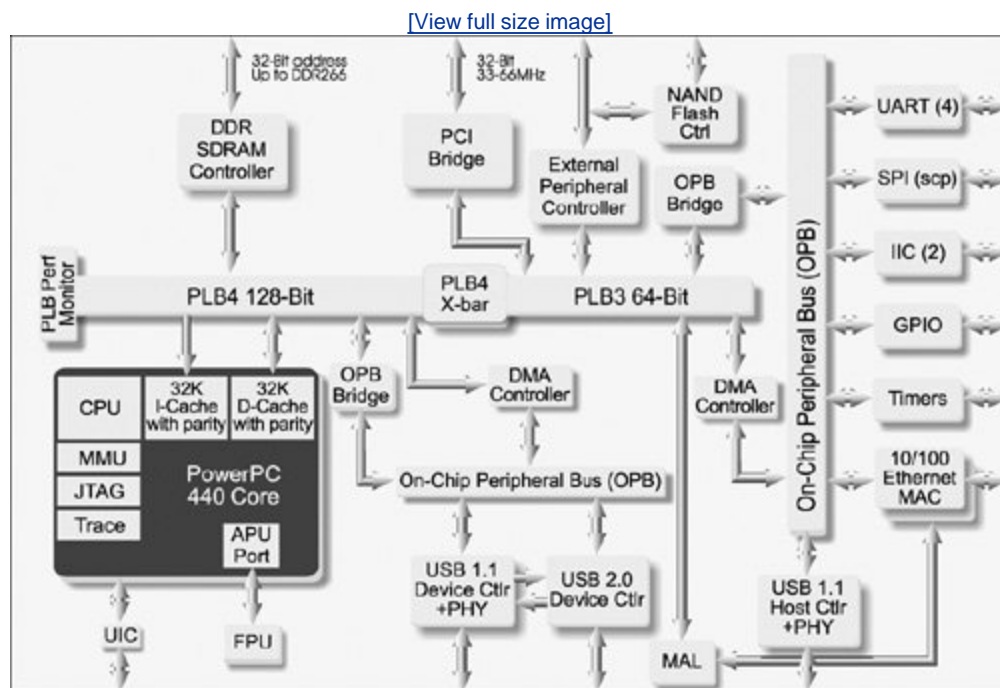 [View full size image]
32-Bit address
Up to DDR266
32-Bit
33-66MHz
DDR
SDRAM
Controller
PCI
Bridge
External
Peripheral
Controller
NAND
Flash
Ctrl
OPB
Bridge
On-Chip Peripheral Bus (OPB)
UART (4)
SPI (scp)
IIC (2)
GPIO
Timers
10/100
Ethernet
MAC
PLB Perf
Monitor
PLB4 128-Bit
PLB4
X-bar
PLB3 64-Bit
CPU
32K
I-Cache
with parity
32K
D-Cache
with parity
MMU
JTAG
Trace
PowerPC
440 Core
APU
Port
OPB
Bridge
DMA
Controller
DMA
Controller
On-Chip Peripheral Bus (OPB)
USB 1.1
Device Ctlr
+PHY
USB 2.0
Device Ctlr
USB 1.1
Host Ctlr
+PHY
UIC
FPU
MAL